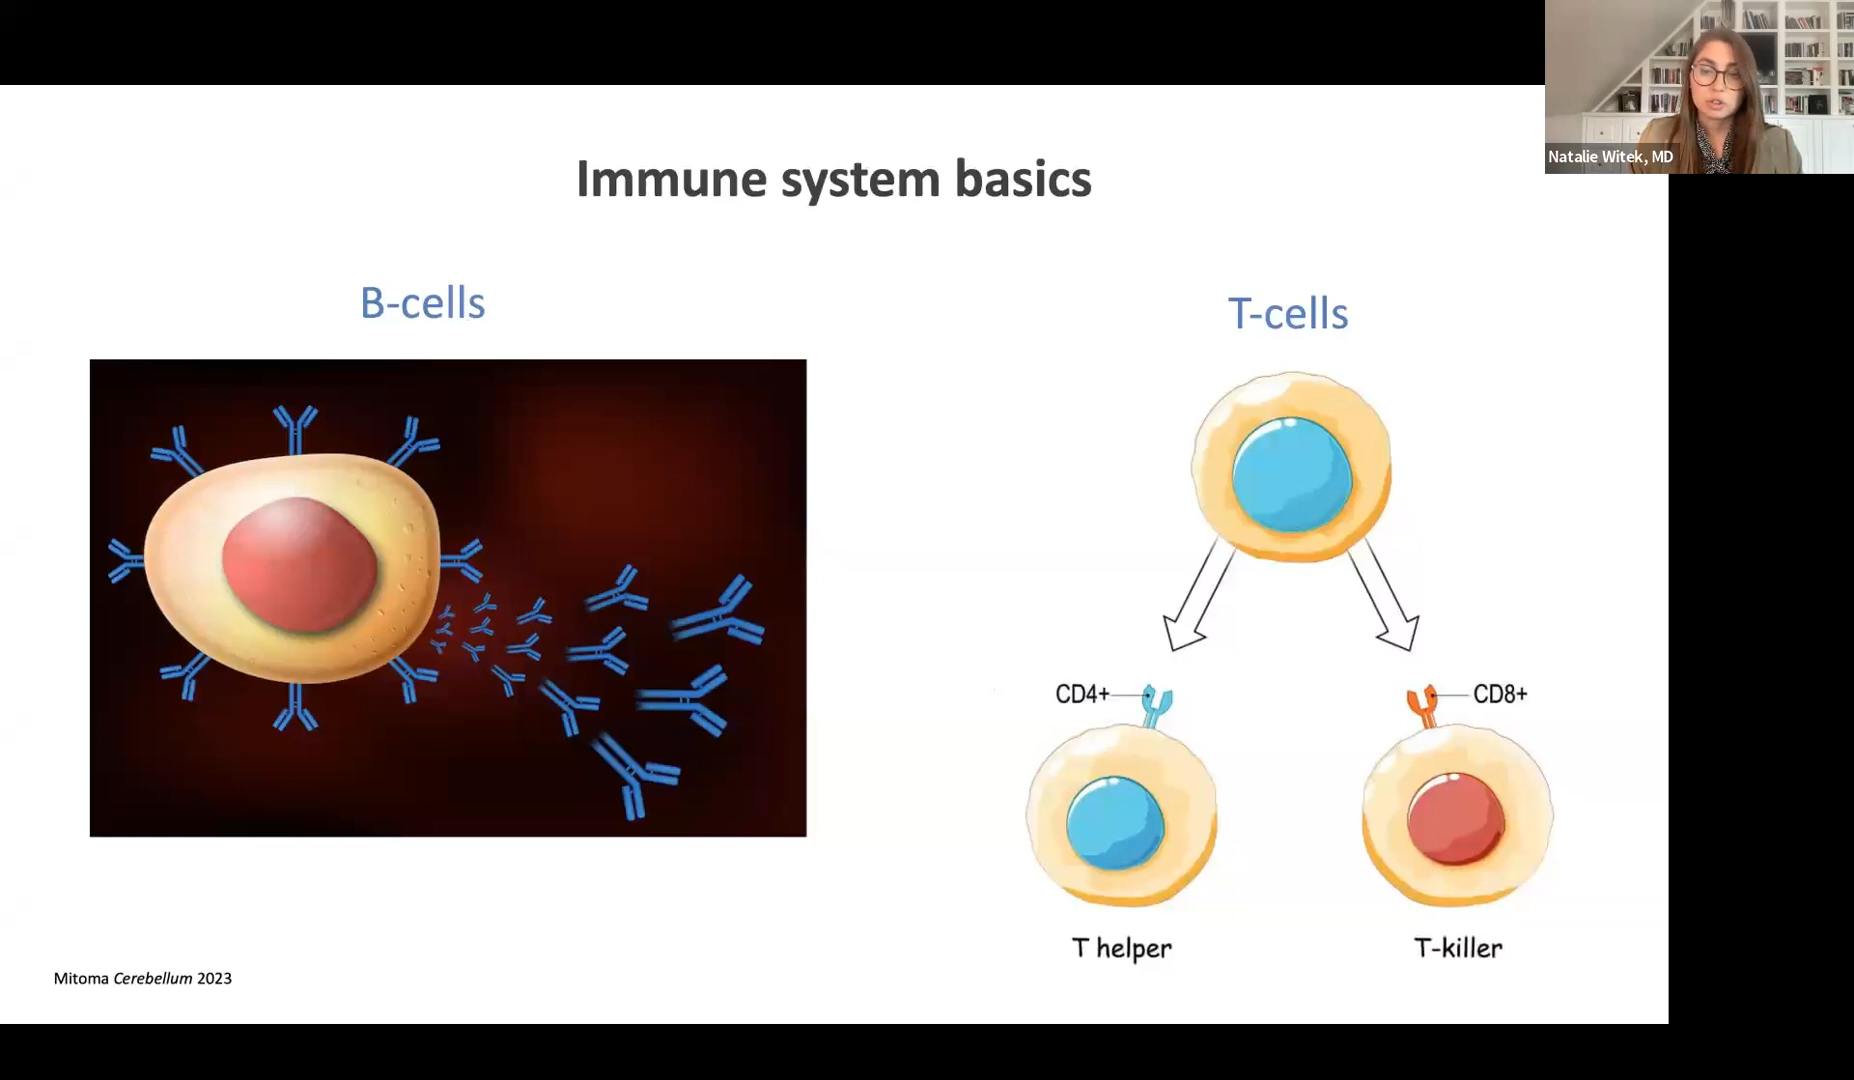 Natalie Witek, MD
Immune system basics
B-cells
T-cells
CD4+
CD8+
T helper
T-killer
Mitoma Cerebellum 2023